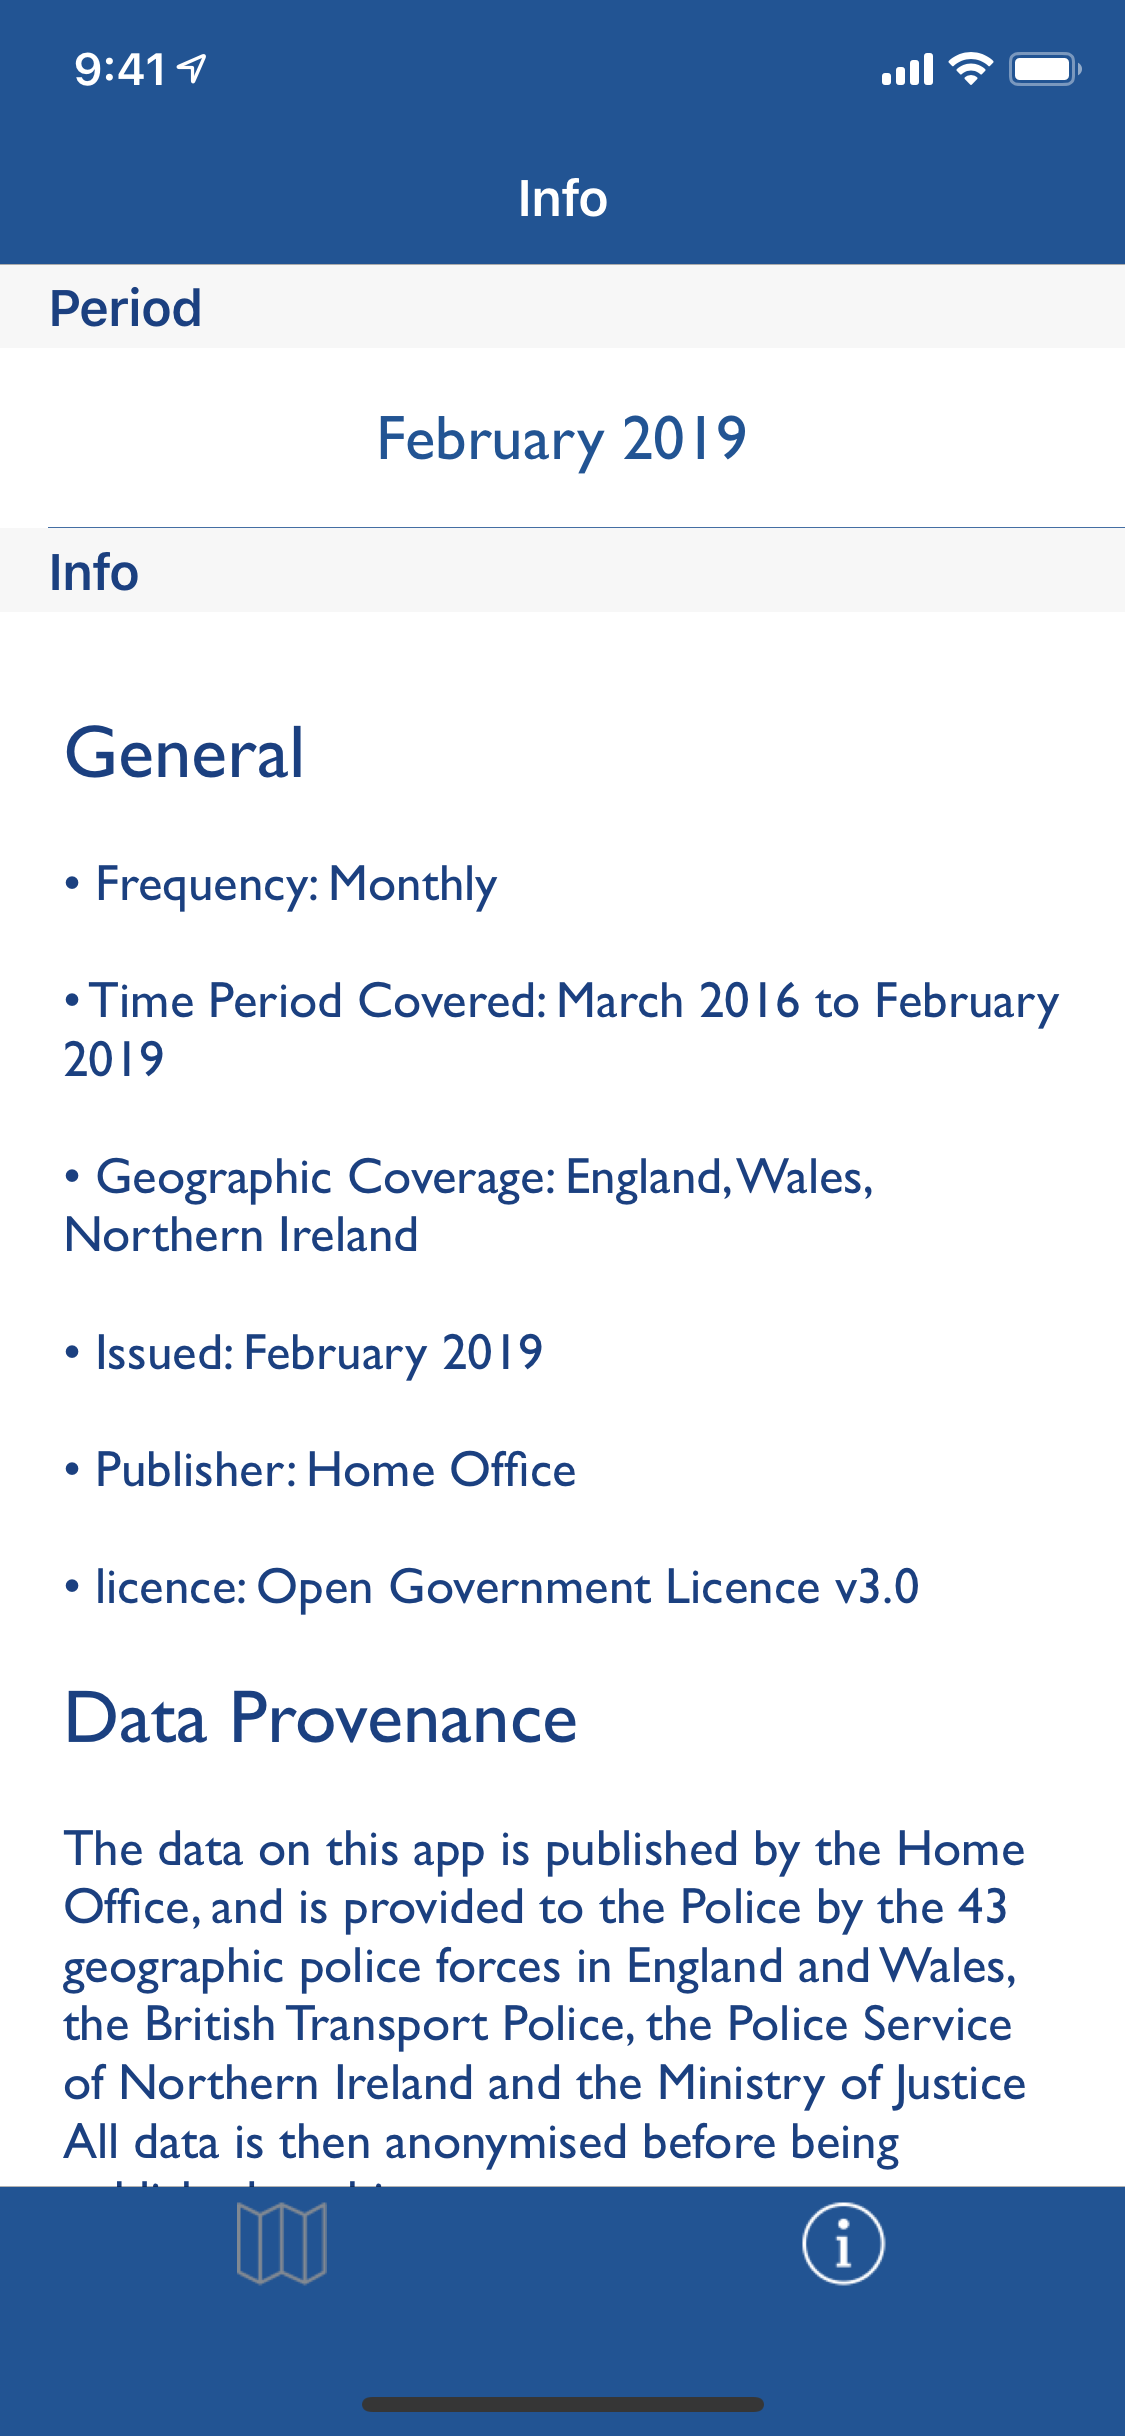 9:41
Info
Period
February 2019
Info
General
• Frequency: Monthly
• Time Period Covered: March 2016 to February
2019
• Geographic Coverage: England, Wales,
Northern Ireland
• Issued: February 2019
• Publisher: Home Office
• licence: Open Government Licence v3.0
Data Provenance
The data on this app is published by the Home
Office, and is provided to the Police by the 43
geographic police forces in England and Wales,
the British Transport Police, the Police Service
of Northern Ireland and the Ministry of Justice
All data is then anonymised before being